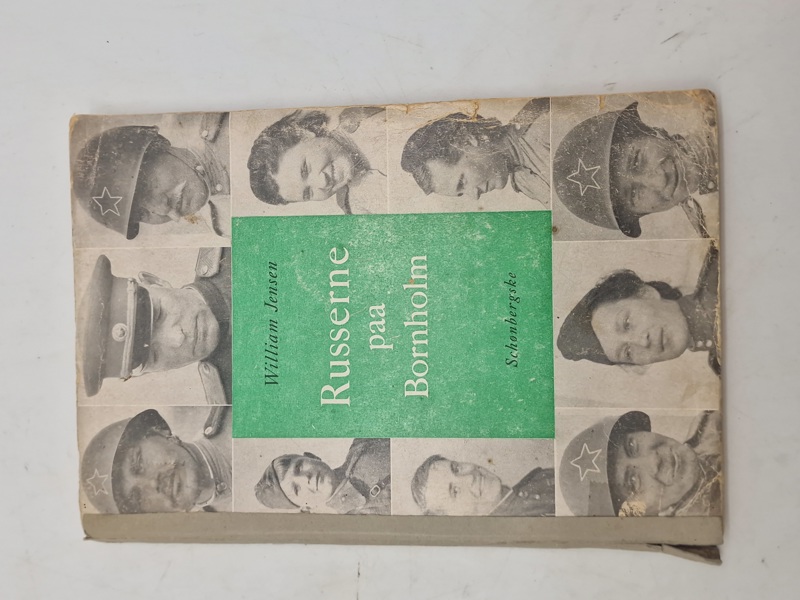 William Jensen
Russerne
paa
Bornholm
Schønbergske